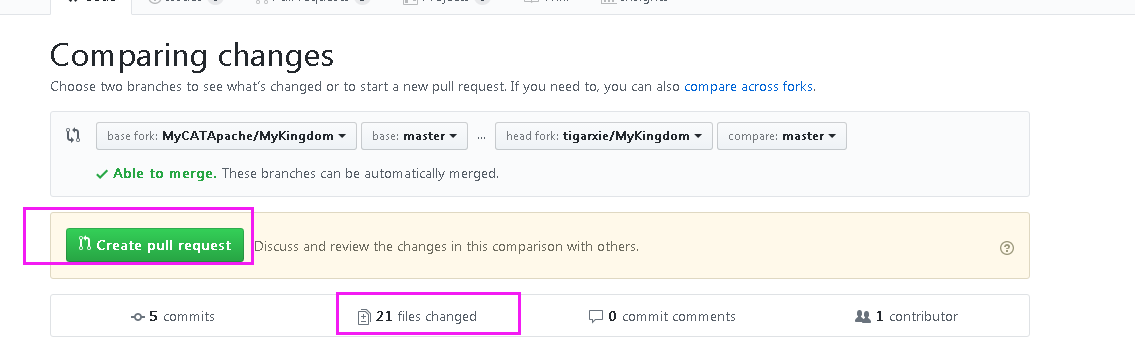 Comparing changes
Choose two branches to see what's changed or to start a new pull request. If you need to, you can also compare across forks.
base fork: MyCATApache/MyKingdom base: master ... head fork: tigarxie/MyKingdom compare: master
Able to merge. These branches can be automatically merged.
Create pull request Discuss and review the changes in this comparison with others.
5 commits 21 files changed 0 commit comments 1 contributor